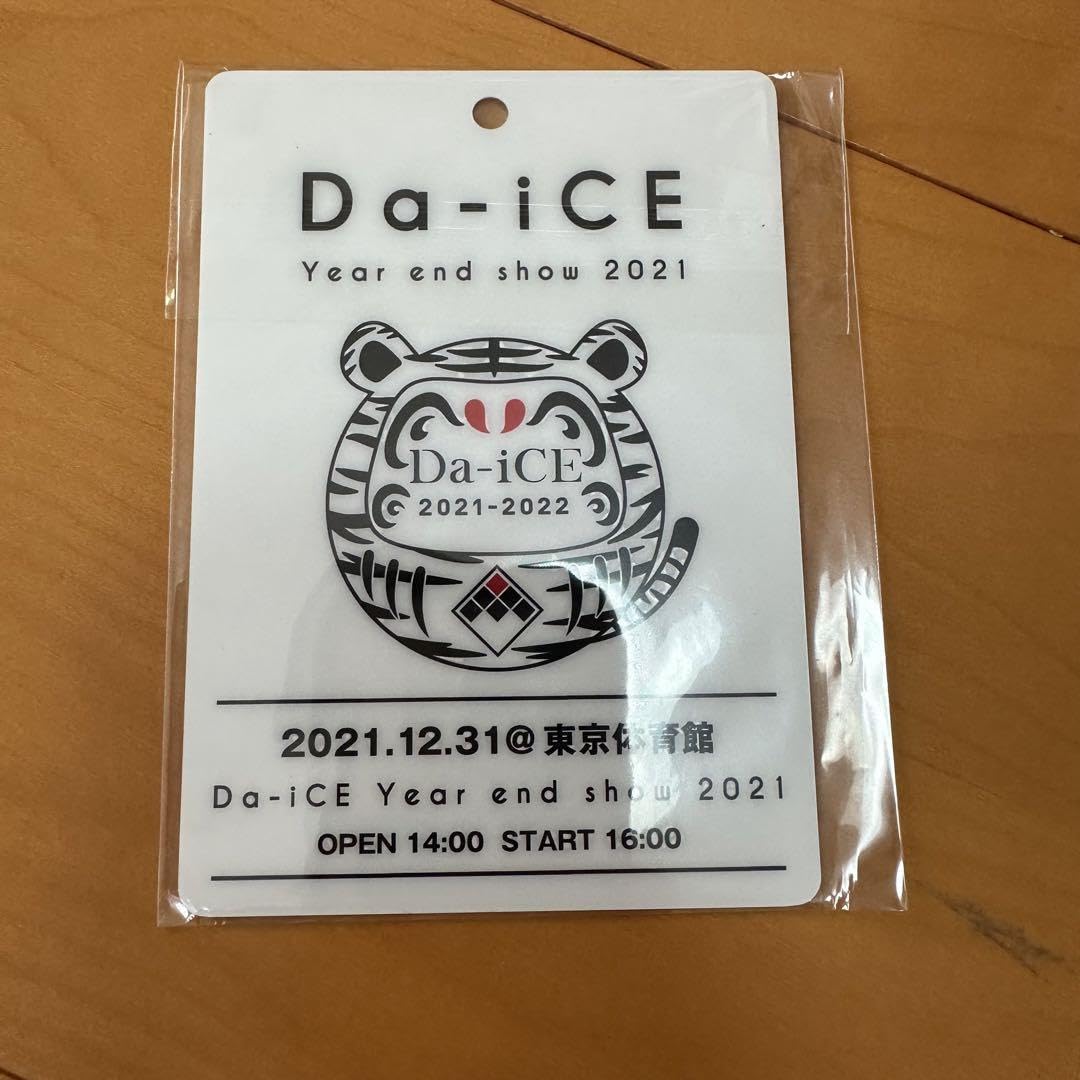 Da-iCE
Year end show 2021
Da-iCE
2021-2022
2021.12.31@東京体育館
Da-iCE Year end show 2021
OPEN 14:00 START 16:00